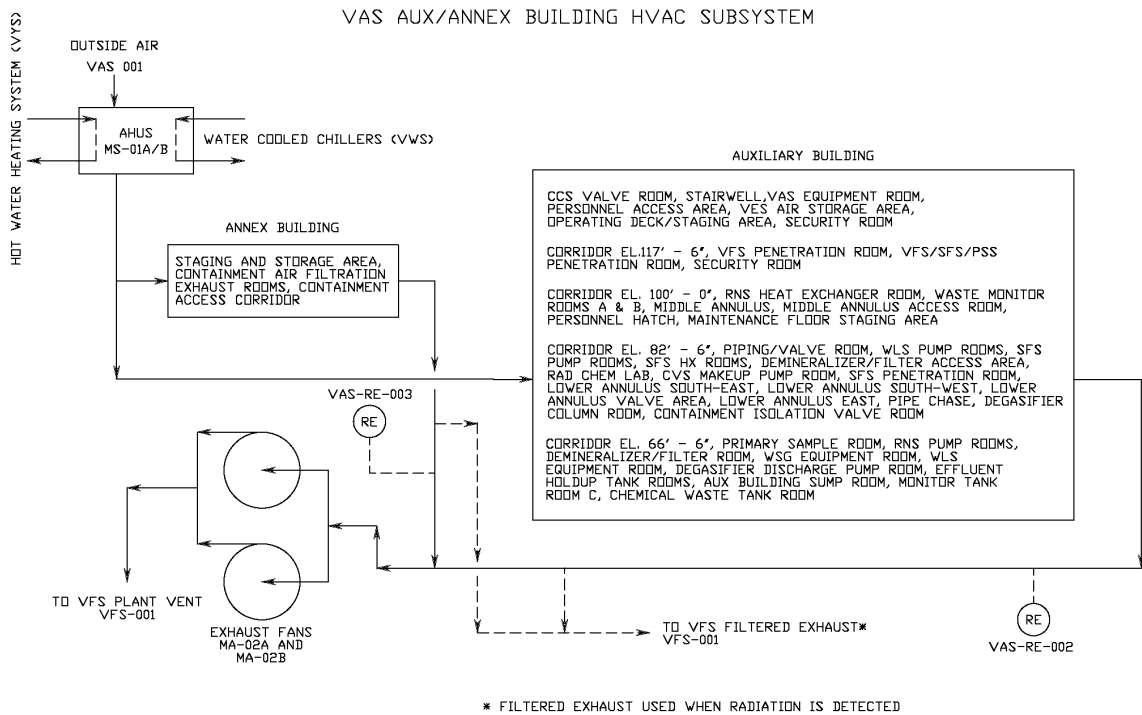 VAS AUX/ANNEX BUILDING HVAC SUBSYSTEM
HOT WATER HEATING SYSTEM (VYS)
OUTSIDE AIR
VAS 001
AHUS
MS-01A/B
WATER COOLED CHILLERS (VWS)
ANNEX BUILDING
STAGING AND STORAGE AREA,
CONTAINMENT AIR FILTRATION
EXHAUST ROOMS, CONTAINMENT
ACCESS CORRIDOR
AUXILIARY BUILDING
CCS VALVE ROOM, STAIRWELL,VAS EQUIPMENT ROOM,
PERSONNEL ACCESS AREA, VES AIR STORAGE AREA,
OPERATING DECK/STAGING AREA, SECURITY ROOM
CORRIDOR EL.117' - 6", VFS PENETRATION ROOM, VFS/SFS/PSS
PENETRATION ROOM, SECURITY ROOM
CORRIDOR EL. 100' - 0", RNS HEAT EXCHANGER ROOM, WASTE MONITOR
ROOMS A & B, MIDDLE ANNULUS, MIDDLE ANNULUS ACCESS ROOM,
PERSONNEL HATCH, MAINTENANCE FLOOR STAGING AREA
CORRIDOR EL. 82' - 6", PIPING/VALVE ROOM, WLS PUMP ROOMS, SFS
PUMP ROOMS, SFS HX ROOMS, DEMINERALIZER/FILTER ACCESS AREA,
RAD CHEM LAB, CVS MAKEUP PUMP ROOM, SFS PENETRATION ROOM,
LOWER ANNULUS SOUTH-EAST, LOWER ANNULUS SOUTH-WEST, LOWER
ANNULUS VALVE AREA, LOWER ANNULUS EAST, PIPE CHASE, DEGASIFIER
COLUMN ROOM, CONTAINMENT ISOLATION VALVE ROOM
CORRIDOR EL. 66' - 6", PRIMARY SAMPLE ROOM, RNS PUMP ROOMS,
DEMINERALIZER/FILTER ROOM, WSG EQUIPMENT ROOM, WLS
EQUIPMENT ROOM, DEGASIFIER DISCHARGE PUMP ROOM, EFFLUENT
HOLDUP TANK ROOMS, AUX BUILDING SUMP ROOM, MONITOR TANK
ROOM C, CHEMICAL WASTE TANK ROOM
VAS-RE-003
RE
TO VFS PLANT VENT
VFS-001
EXHAUST FANS
MA-02A AND
MA-02B
TO VFS FILTERED EXHAUST*
VFS-001
RE
VAS-RE-002
* FILTERED EXHAUST USED WHEN RADIATION IS DETECTED